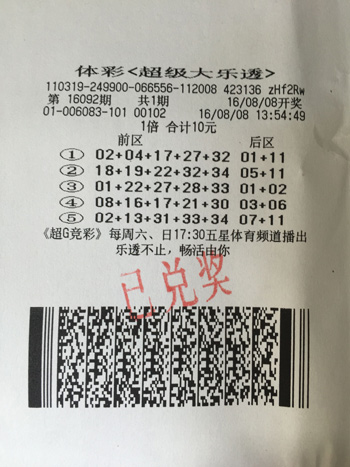 体彩<超级大乐透>
110319-249900-066556-112008 423136 zHf2Rw
第 16092期 共1期 16/08/08开奖
01-006083-101 00102 16/08/08 13:54:49
1倍 合计10元
前区 后区
① 02+04+17+27+32 01+11
② 18+19+22+32+34 05+11
③ 01+22+27+28+33 01+02
④ 08+16+17+21+30 03+06
⑤ 02+13+31+33+34 07+11
《超G竞彩》每周六、日17:30五星体育频道播出
乐透不止，畅活由你
已兑奖